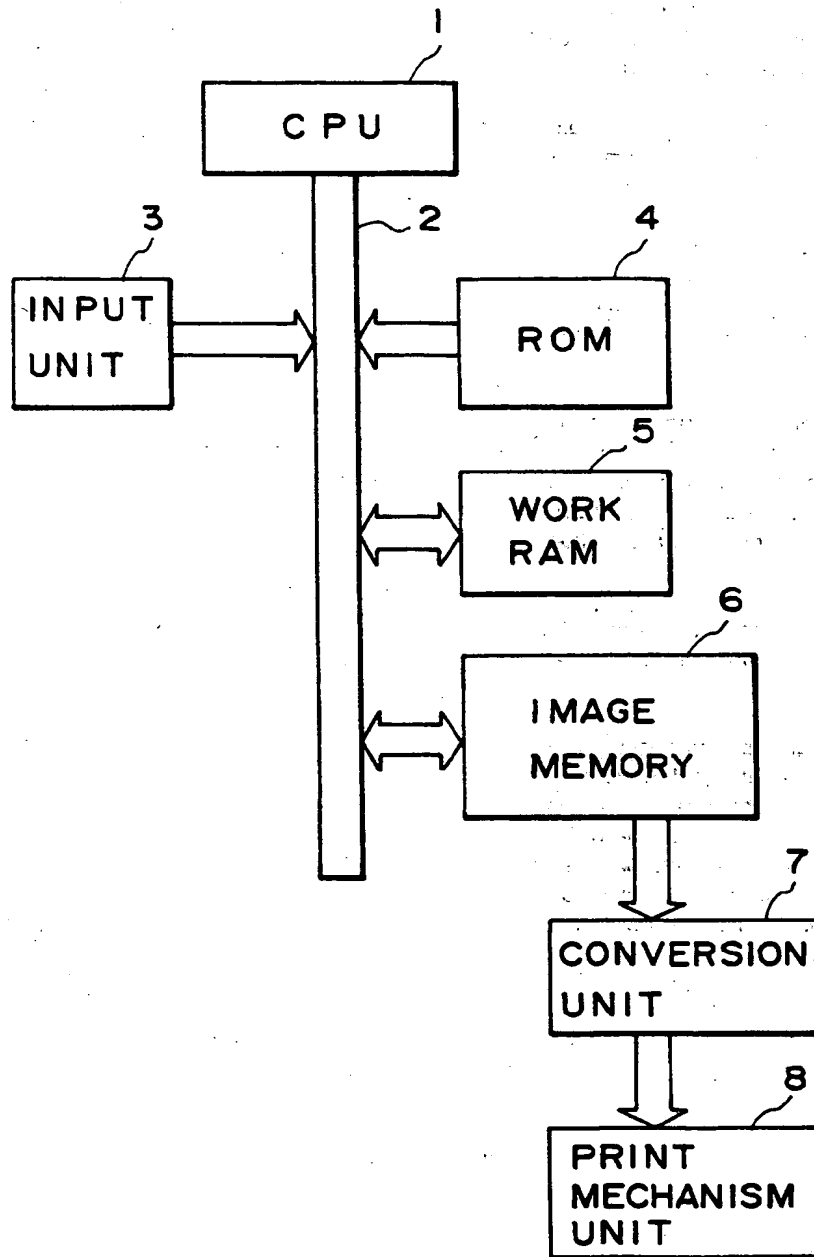 1
CPU
2
3
INPUT
UNIT
4
ROM
5
WORK
RAM
6
IMAGE
MEMORY
7
CONVERSION
UNIT
8
PRINT
MECHANISM
UNIT